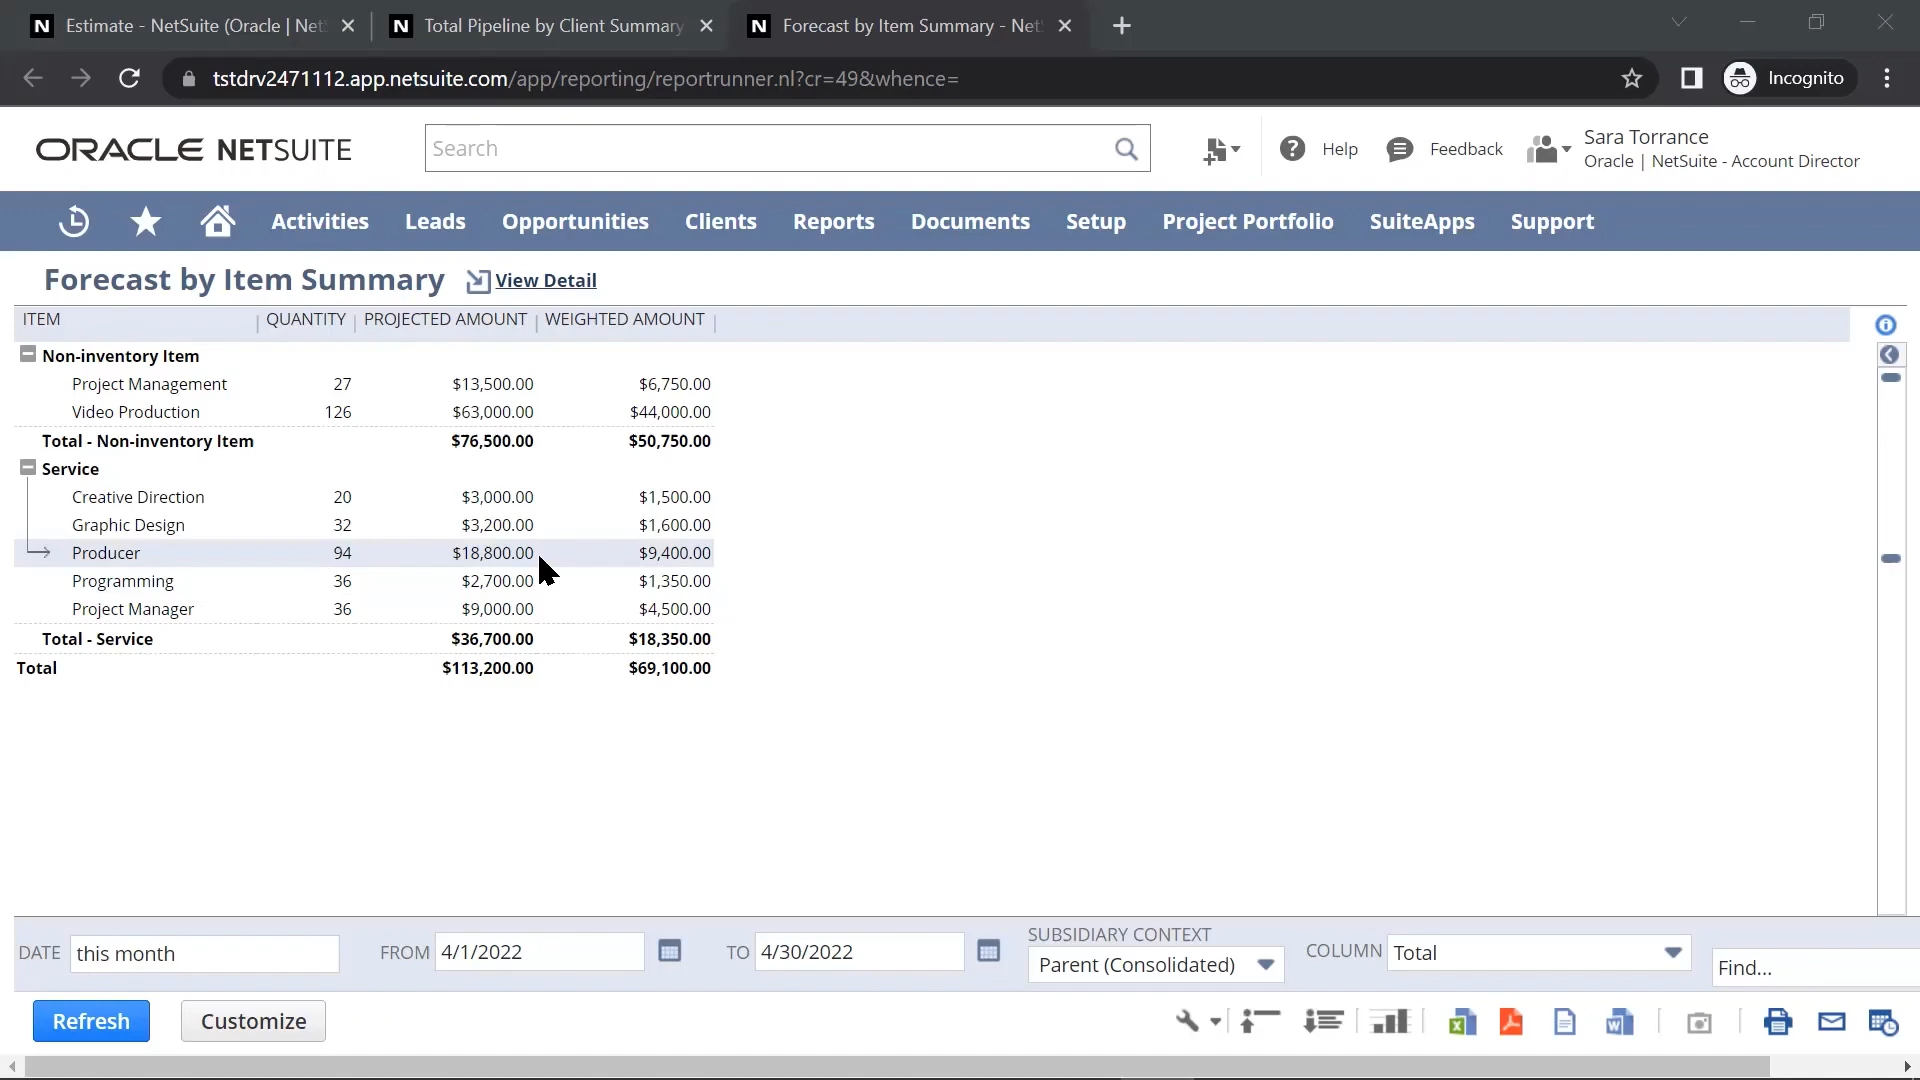 Estimate - NetSuite (Oracle | Net
Total Pipeline by Client Summary
Forecast by Item Summary - Net
tstdrv2471112.app.netsuite.com/app/reporting/reportrunner.nl?cr=49&whence=
Incognito
ORACLE NETSUITE
Search
Help
Feedback
Sara Torrance
Oracle | NetSuite - Account Director
Activities Leads Opportunities Clients Reports Documents Setup Project Portfolio SuiteApps Support
Forecast by Item Summary View Detail
ITEM QUANTITY PROJECTED AMOUNT WEIGHTED AMOUNT
Non-inventory Item
Project Management 27 $13,500.00 $6,750.00
Video Production 126 $63,000.00 $44,000.00
Total - Non-inventory Item $76,500.00 $50,750.00
Service
Creative Direction 20 $3,000.00 $1,500.00
Graphic Design 32 $3,200.00 $1,600.00
Producer 94 $18,800.00 $9,400.00
Programming 36 $2,700.00 $1,350.00
Project Manager 36 $9,000.00 $4,500.00
Total - Service $36,700.00 $18,350.00
Total $113,200.00 $69,100.00
DATE this month FROM 4/1/2022 TO 4/30/2022
SUBSIDIARY CONTEXT
Parent (Consolidated)
COLUMN Total
Find...
Refresh Customize